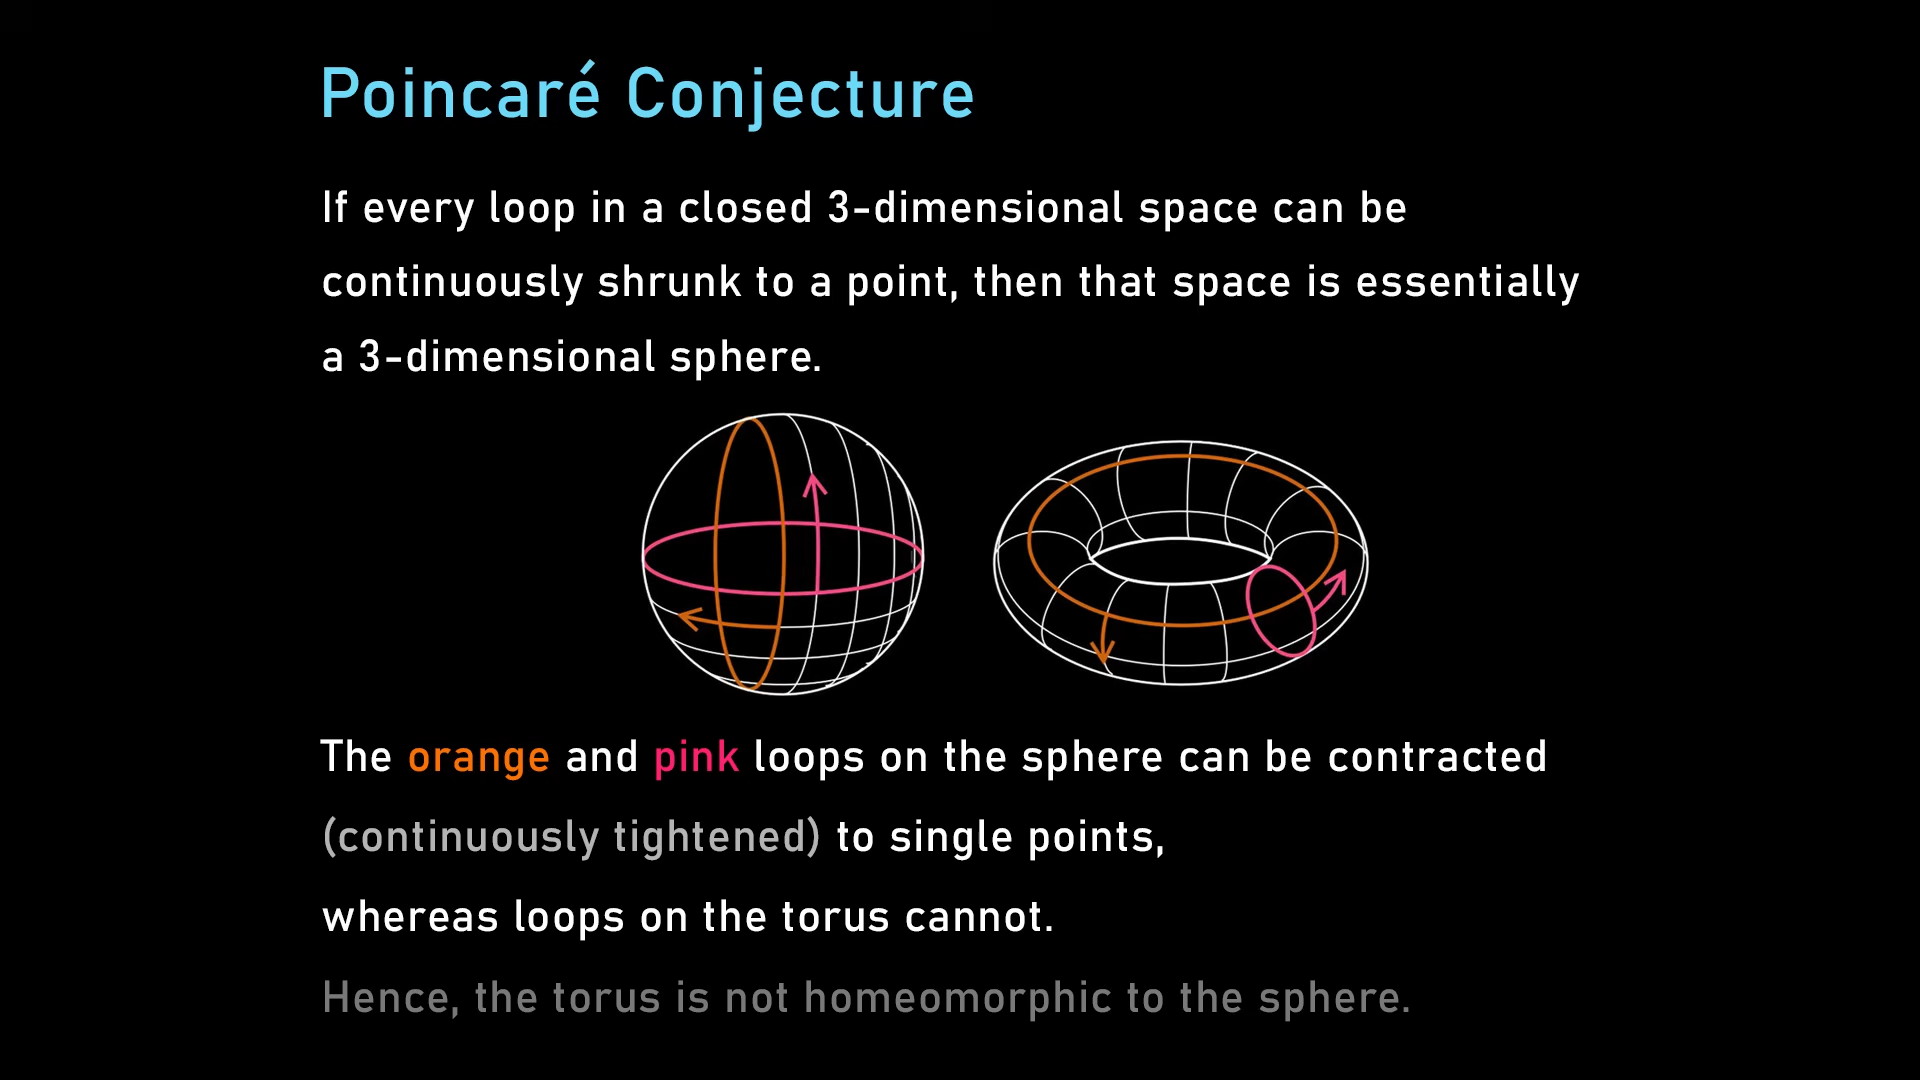 Poincaré Conjecture
If every loop in a closed 3-dimensional space can be
continuously shrunk to a point, then that space is essentially
a 3-dimensional sphere.
The orange and pink loops on the sphere can be contracted
(continuously tightened) to single points,
whereas loops on the torus cannot.
Hence, the torus is not homeomorphic to the sphere.